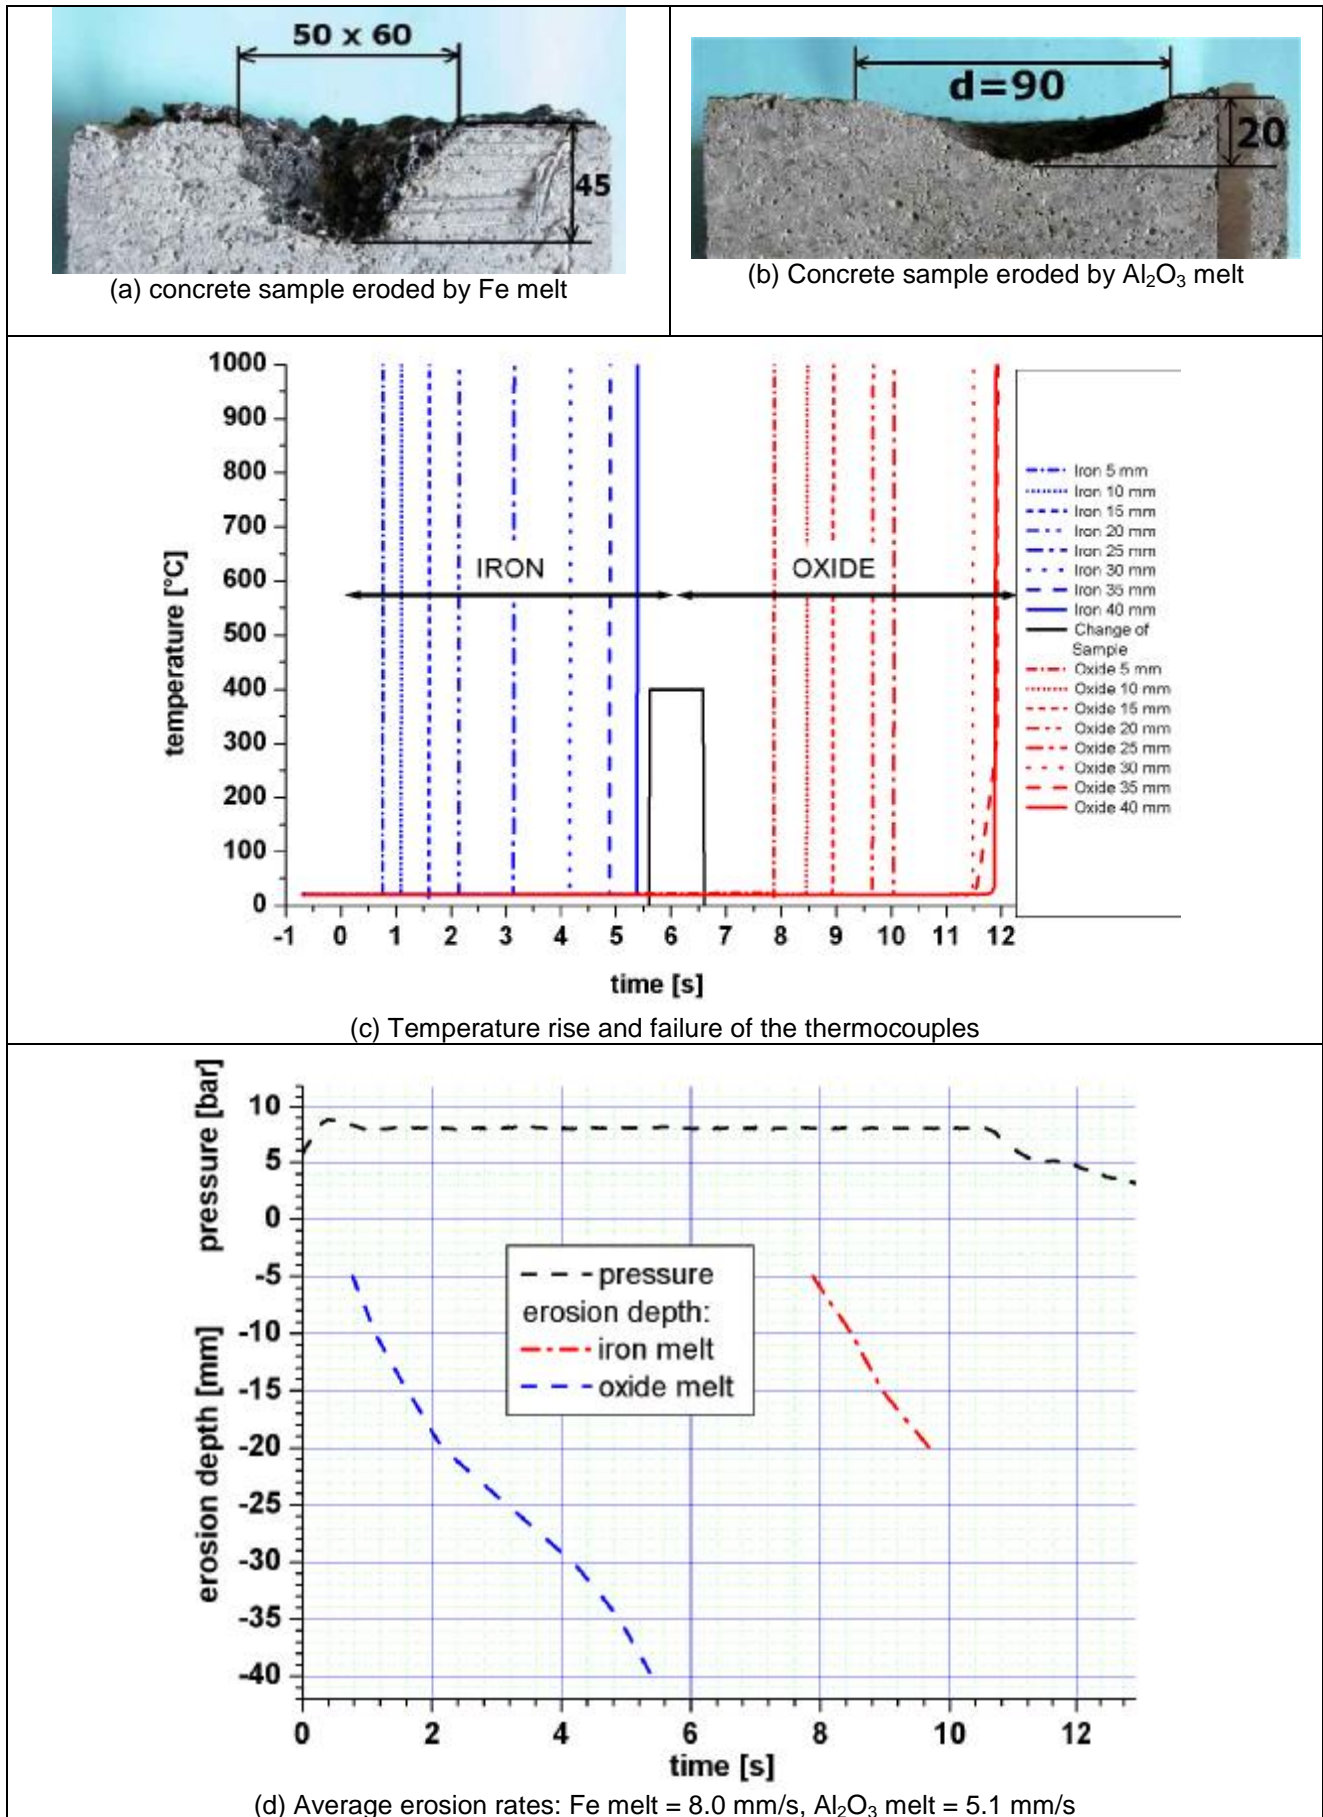 50 x 60
45
(a) concrete sample eroded by Fe melt
d=90
20
(b) Concrete sample eroded by Al₂O₃ melt
1000
900
800
700
600
500
400
300
200
100
0
temperature [°C]
IRON
OXIDE
-1 0 1 2 3 4 5 6 7 8 9 10 11 12
time [s]
Iron 5 mm
Iron 10 mm
Iron 15 mm
Iron 20 mm
Iron 25 mm
Iron 30 mm
Iron 35 mm
Iron 40 mm
Change of
Sample
Oxide 5 mm
Oxide 10 mm
Oxide 15 mm
Oxide 20 mm
Oxide 25 mm
Oxide 30 mm
Oxide 35 mm
Oxide 40 mm
(c) Temperature rise and failure of the thermocouples
pressure [bar]
10
5
0
erosion depth [mm]
-5
-10
-15
-20
-25
-30
-35
-40
pressure
erosion depth:
iron melt
oxide melt
0 2 4 6 8 10 12
time [s]
(d) Average erosion rates: Fe melt = 8.0 mm/s, Al₂O₃ melt = 5.1 mm/s